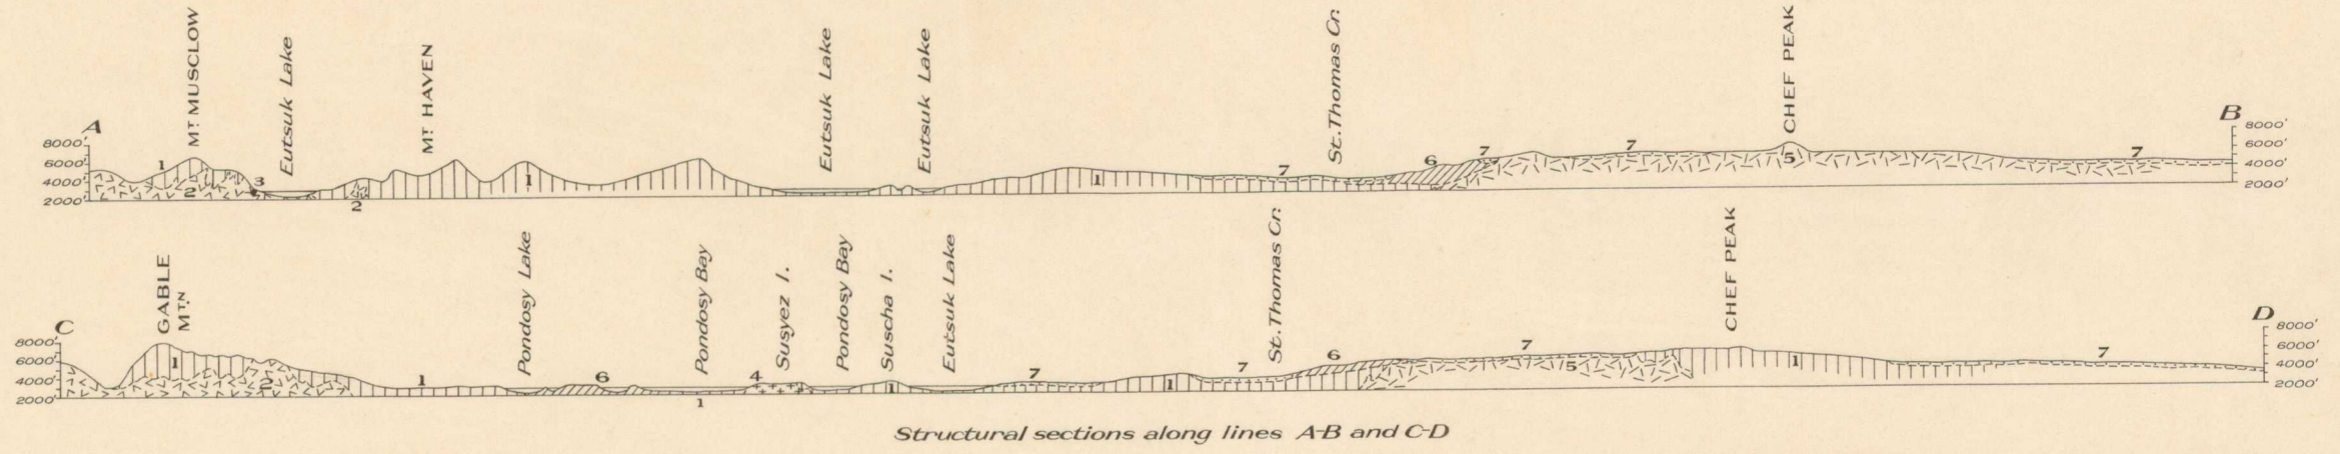 Mᵀ. MUSCLOW
Eutsuk Lake
Mᵀ. HAVEN
Eutsuk Lake
Eutsuk Lake
St. Thomas Cr.
CHEF PEAK
A
B
8000'
6000'
4000'
2000'
8000'
6000'
4000'
2000'
1
2
3
2
1
1
7
6
7
7
5
7
GABLE
Mᵀᴺ.
Pondosy Lake
Pondosy Bay
Susyez I.
Pondosy Bay
Suscha I.
Eutsuk Lake
St. Thomas Cr.
CHEF PEAK
C
D
8000'
6000'
4000'
2000'
8000'
6000'
4000'
2000'
1
2
1
6
1
4
1
7
1
7
6
7
5
1
7
Structural sections along lines A-B and C-D